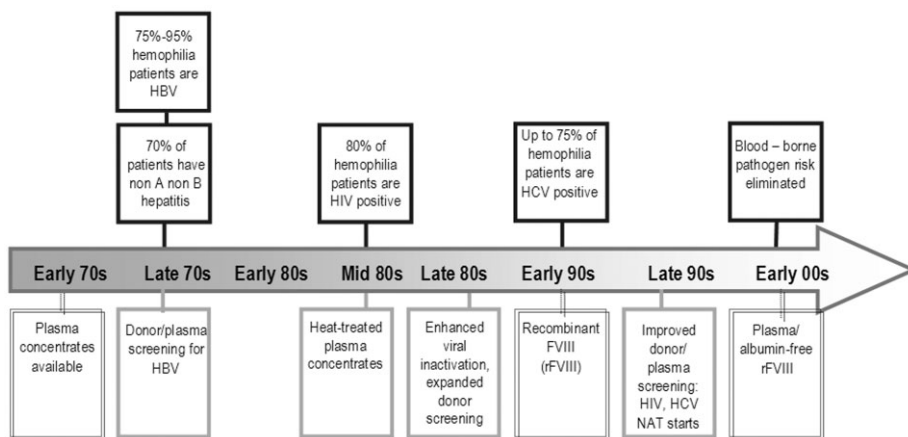 75%-95%
hemophilia
patients are
HBV
70% of
patients have
non A non B
hepatitis
80% of
hemophilia
patients are
HIV positive
Up to 75% of
hemophilia
patients are
HCV positive
Blood – borne
pathogen risk
eliminated
Early 70s
Late 70s
Early 80s
Mid 80s
Late 80s
Early 90s
Late 90s
Early 00s
Plasma
concentrates
available
Donor/plasma
screening for
HBV
Heat-treated
plasma
concentrates
Enhanced
viral
inactivation,
expanded
donor
screening
Recombinant
FVIII
(rFVIII)
Improved
donor/
plasma
screening:
HIV, HCV
NAT starts
Plasma/
albumin-free
rFVIII